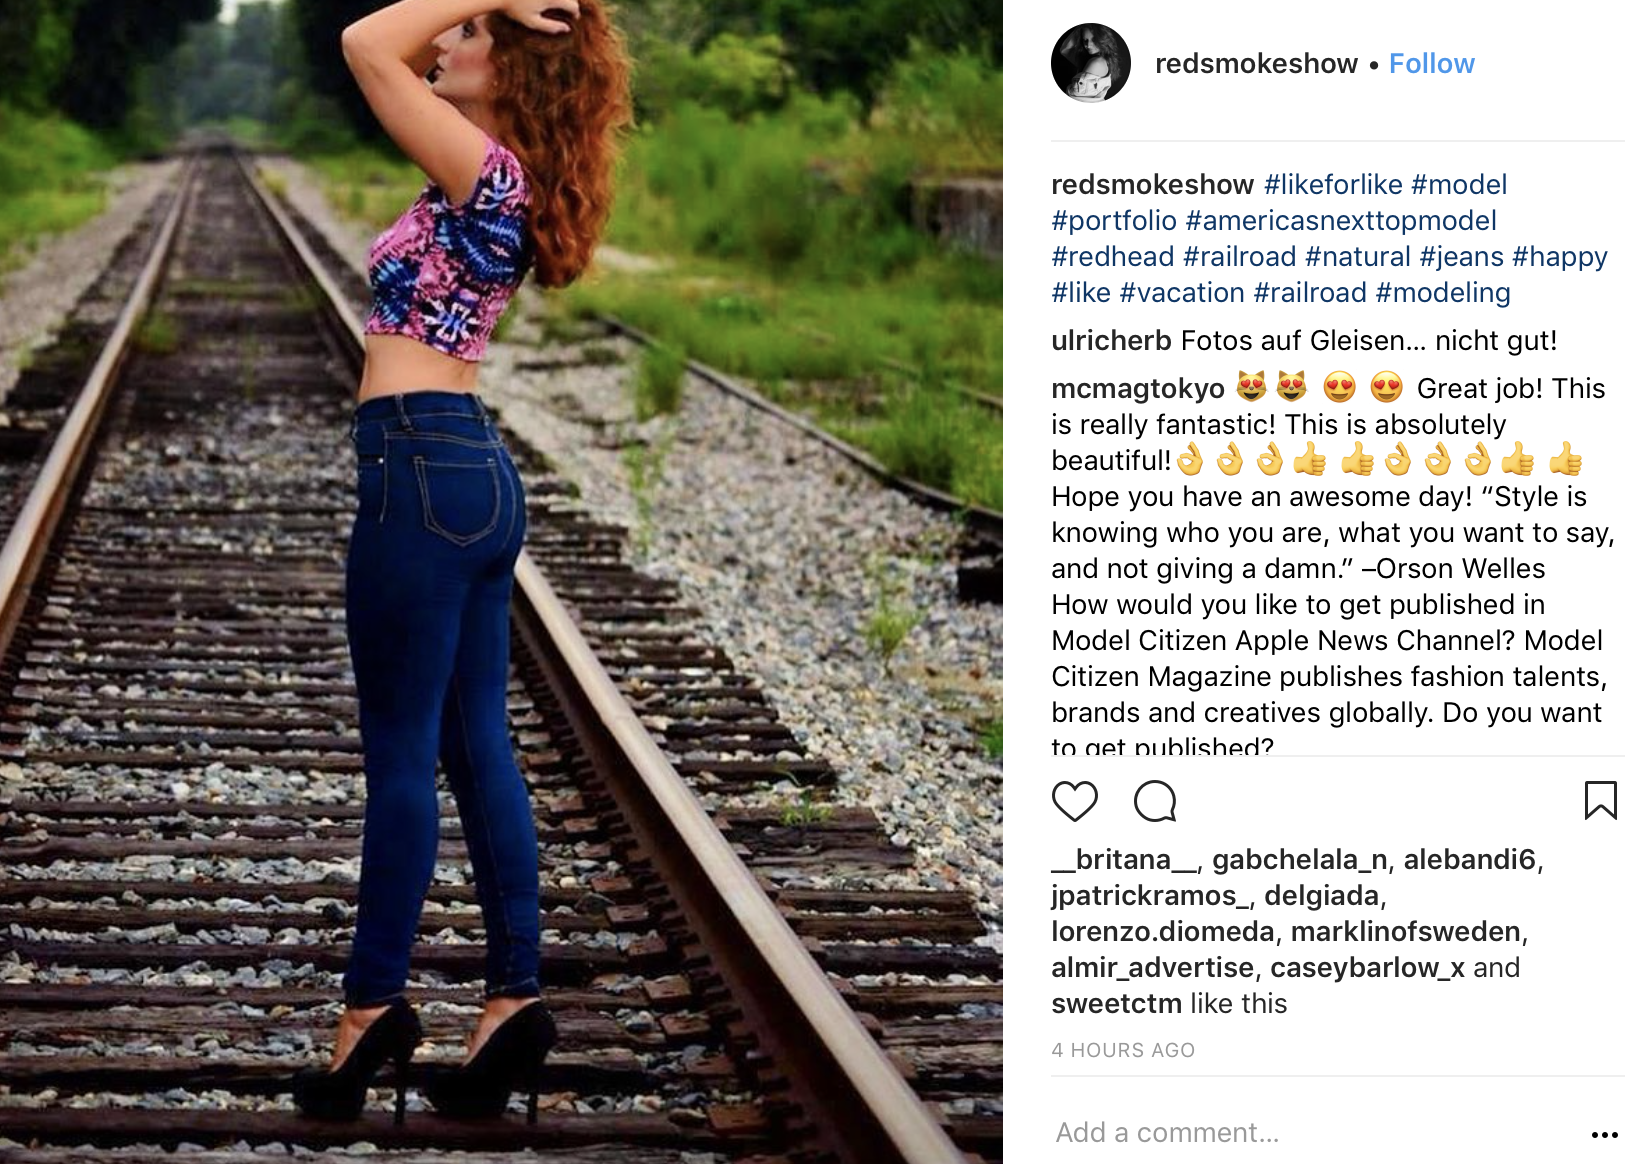 redsmokeshow • Follow
redsmokeshow #likeforlike #model
#portfolio #americasnexttopmodel
#redhead #railroad #natural #jeans #happy
#like #vacation #railroad #modeling
ulricherb Fotos auf Gleisen... nicht gut!
mcmagtokyo 😻😻 😍 😍 Great job! This
is really fantastic! This is absolutely
beautiful!👌👌👌👍 👍👌👌👌👍 👍
Hope you have an awesome day! “Style is
knowing who you are, what you want to say,
and not giving a damn.” –Orson Welles
How would you like to get published in
Model Citizen Apple News Channel? Model
Citizen Magazine publishes fashion talents,
brands and creatives globally. Do you want
to get published?
__britana__, gabchelala_n, alebandi6,
jpatrickramos_, delgiada,
lorenzo.diomeda, marklinofsweden,
almir_advertise, caseybarlow_x and
sweetctm like this
4 HOURS AGO
Add a comment...